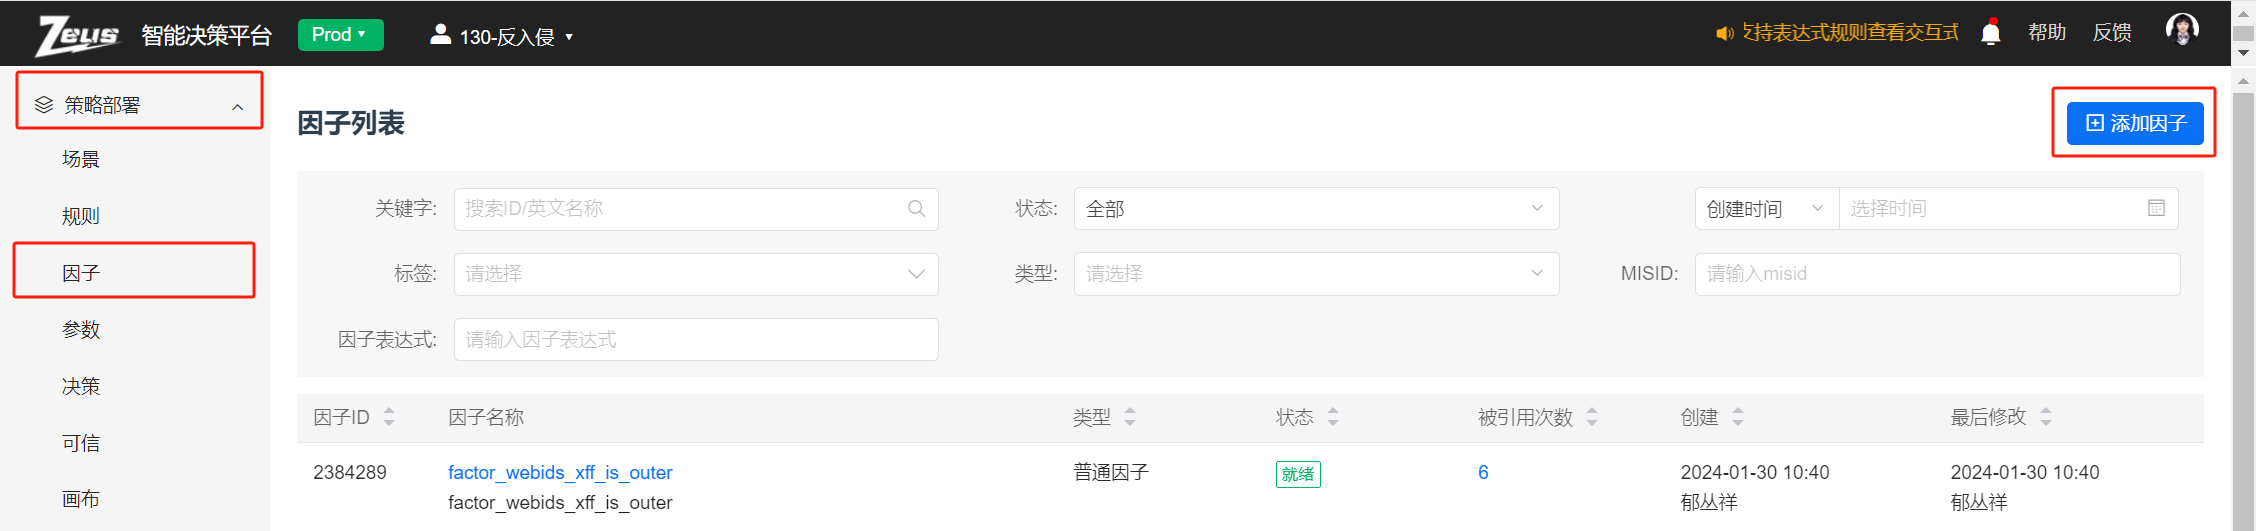 Zeus 智能决策平台 Prod 130-反入侵 支持表达式规则查看交互式 帮助 反馈
策略部署
场景
规则
因子
参数
决策
可信
画布
因子列表 添加因子
关键字: 搜索ID/英文名称 状态: 全部 创建时间 选择时间
标签: 请选择 类型: 请选择 MISID: 请输入misid
因子表达式: 请输入因子表达式
因子ID 因子名称 类型 状态 被引用次数 创建 最后修改
2384289 factor_webids_xff_is_outer 普通因子 就绪 6 2024-01-30 10:40 2024-01-30 10:40
factor_webids_xff_is_outer 郁丛祥 郁丛祥